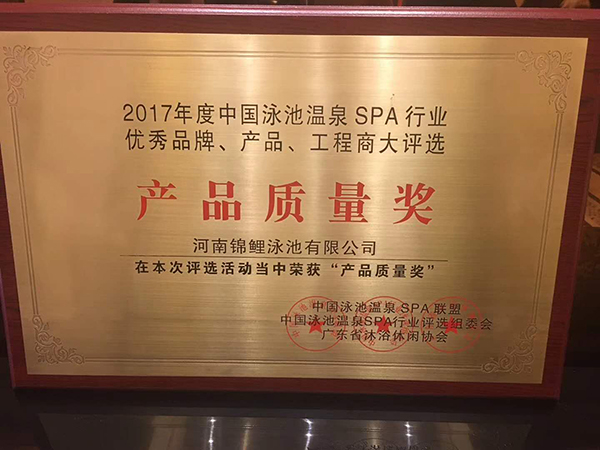 2017年度中国泳池温泉SPA行业
优秀品牌、产品、工程商大评选
产品质量奖
河南锦鲤泳池有限公司
在本次评选活动当中荣获“产品质量奖”
中国泳池温泉SPA联盟
中国泳池温泉SPA行业评选组委会
广东省沐浴休闲协会